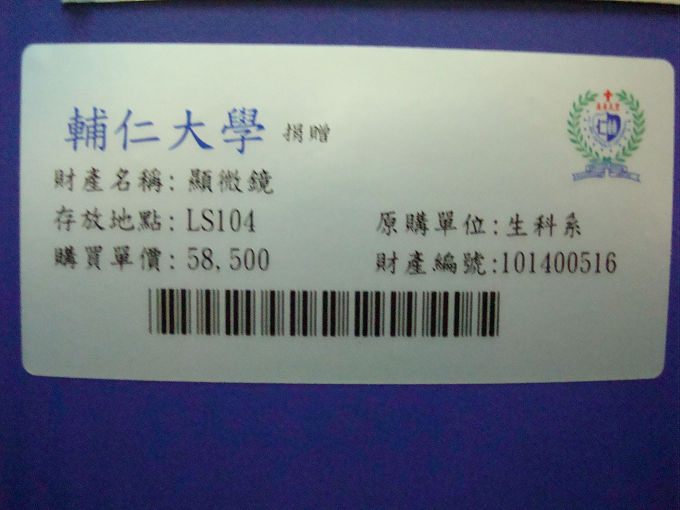 輔仁大學 捐贈
財產名稱: 顯微鏡
存放地點: LS104 原購單位:生科系
購買單價: 58,500 財產編號:101400516